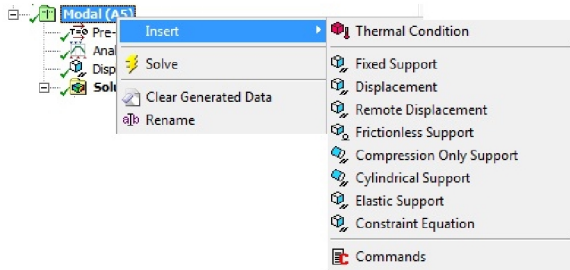 Modal (A5)
Pre-
Anal
Disp
Solu
Insert
Solve
Clear Generated Data
Rename
Thermal Condition
Fixed Support
Displacement
Remote Displacement
Frictionless Support
Compression Only Support
Cylindrical Support
Elastic Support
Constraint Equation
Commands